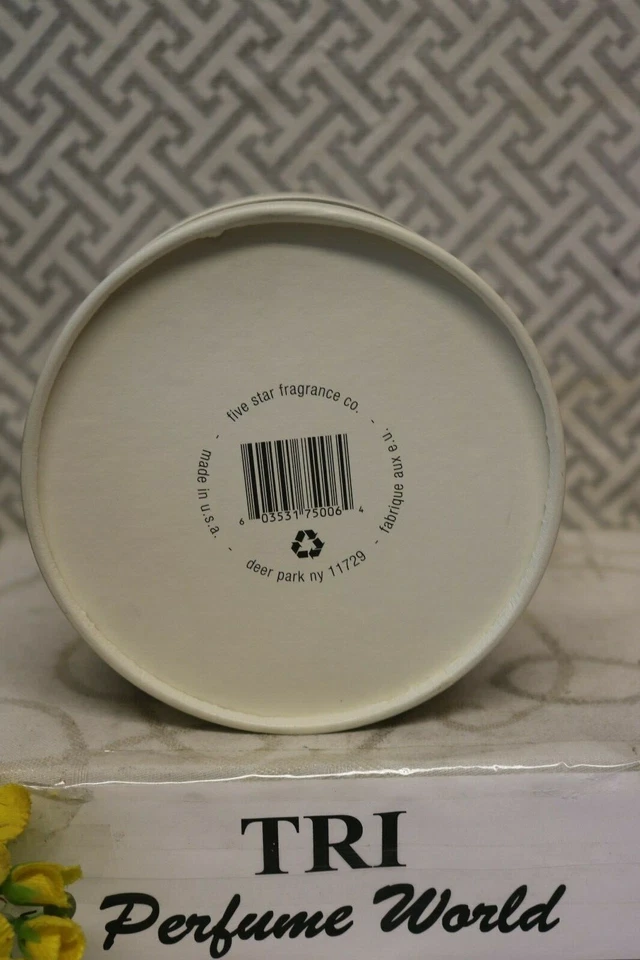 five star fragrance co.
-
fabrique aux e.u.
-
deer park ny 11729
-
made in u.s.a.
-
6 03531 75006 4
TRI
Perfume World